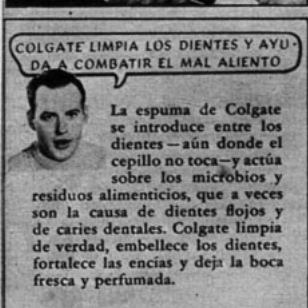 COLGATE LIMPIA LOS DIENTES Y AYU-
DA A COMBATIR EL MAL ALIENTO
La espuma de Colgate
se introduce entre los
dientes—aún donde el
cepillo no toca—y actúa
sobre los microbios y
residuos alimenticios, que a veces
son la causa de dientes flojos y
de caries dentales. Colgate limpia
de verdad, embellece los dientes,
fortalece las encías y deja la boca
fresca y perfumada.